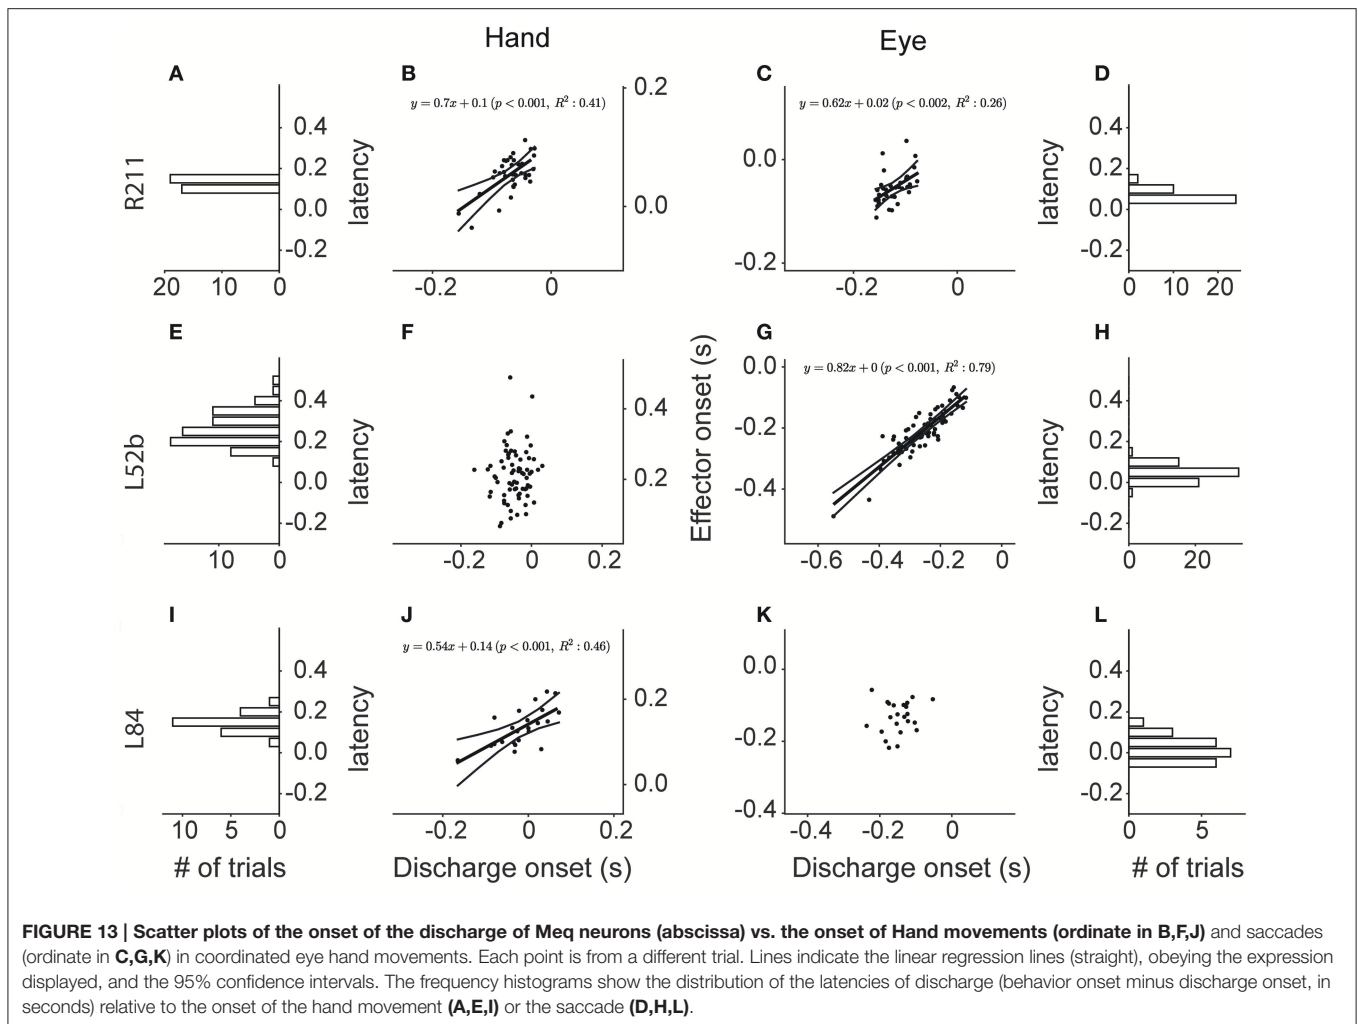 Hand
Eye
A
B
C
D
R211
0.4
0.2
0.0
-0.2
20 10 0
latency
y = 0.7x + 0.1 (p < 0.001, R² : 0.41)
0.2
0.0
-0.2 0
y = 0.62x + 0.02 (p < 0.002, R² : 0.26)
0.0
-0.2
-0.2 0
latency
0.4
0.2
0.0
-0.2
0 10 20
E
F
G
H
L52b
0.4
0.2
0.0
-0.2
10 0
latency
0.4
0.2
-0.2 0 0.2
Effector onset (s)
y = 0.82x + 0 (p < 0.001, R² : 0.79)
0.0
-0.2
-0.4
-0.6 -0.4 -0.2 0
latency
0.4
0.2
0.0
-0.2
0 20
I
J
K
L
L84
0.4
0.2
0.0
-0.2
10 5 0
# of trials
latency
y = 0.54x + 0.14 (p < 0.001, R² : 0.46)
0.2
0.0
-0.2 0 0.2
Discharge onset (s)
0.0
-0.2
-0.4
-0.4 -0.2 0
Discharge onset (s)
latency
0.4
0.2
0.0
-0.2
0 5
# of trials
FIGURE 13 | Scatter plots of the onset of the discharge of Meq neurons (abscissa) vs. the onset of Hand movements (ordinate in B,F,J) and saccades
(ordinate in C,G,K) in coordinated eye hand movements. Each point is from a different trial. Lines indicate the linear regression lines (straight), obeying the expression
displayed, and the 95% confidence intervals. The frequency histograms show the distribution of the latencies of discharge (behavior onset minus discharge onset, in
seconds) relative to the onset of the hand movement (A,E,I) or the saccade (D,H,L).